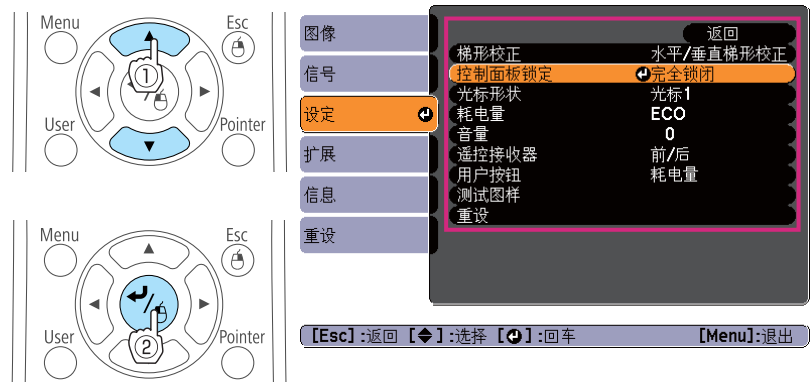 Menu
Esc
①
User
Pointer
Menu
Esc
User
Pointer
②
图像
信号
设定
扩展
信息
重设
返回
梯形校正 水平/垂直梯形校正
控制面板锁定 完全锁闭
光标形状 光标1
耗电量 ECO
音量 0
遥控接收器 前/后
用户按钮 耗电量
测试图样
重设
[Esc] :返回 [◆] :选择 [⏎] :回车 [Menu]:退出